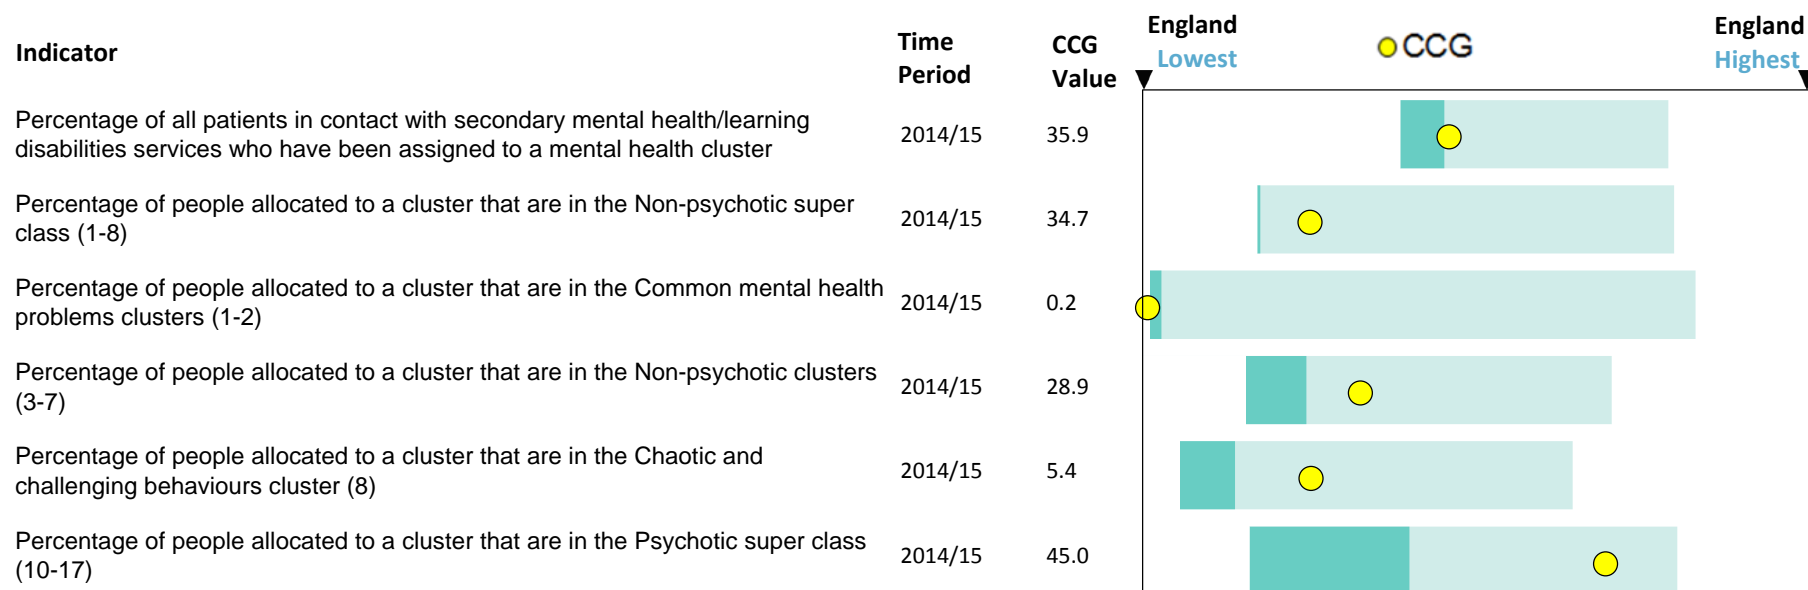 Indicator
Time
Period
CCG
Value
England
Lowest
CCG
England
Highest
Percentage of all patients in contact with secondary mental health/learning
disabilities services who have been assigned to a mental health cluster
2014/15
35.9
Percentage of people allocated to a cluster that are in the Non-psychotic super
class (1-8)
2014/15
34.7
Percentage of people allocated to a cluster that are in the Common mental health
problems clusters (1-2)
2014/15
0.2
Percentage of people allocated to a cluster that are in the Non-psychotic clusters
(3-7)
2014/15
28.9
Percentage of people allocated to a cluster that are in the Chaotic and
challenging behaviours cluster (8)
2014/15
5.4
Percentage of people allocated to a cluster that are in the Psychotic super class
(10-17)
2014/15
45.0